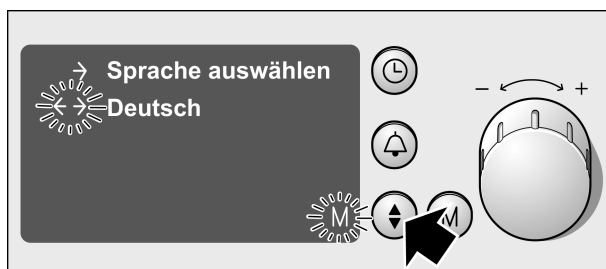 → Sprache auswählen
← → Deutsch
M
M
- +